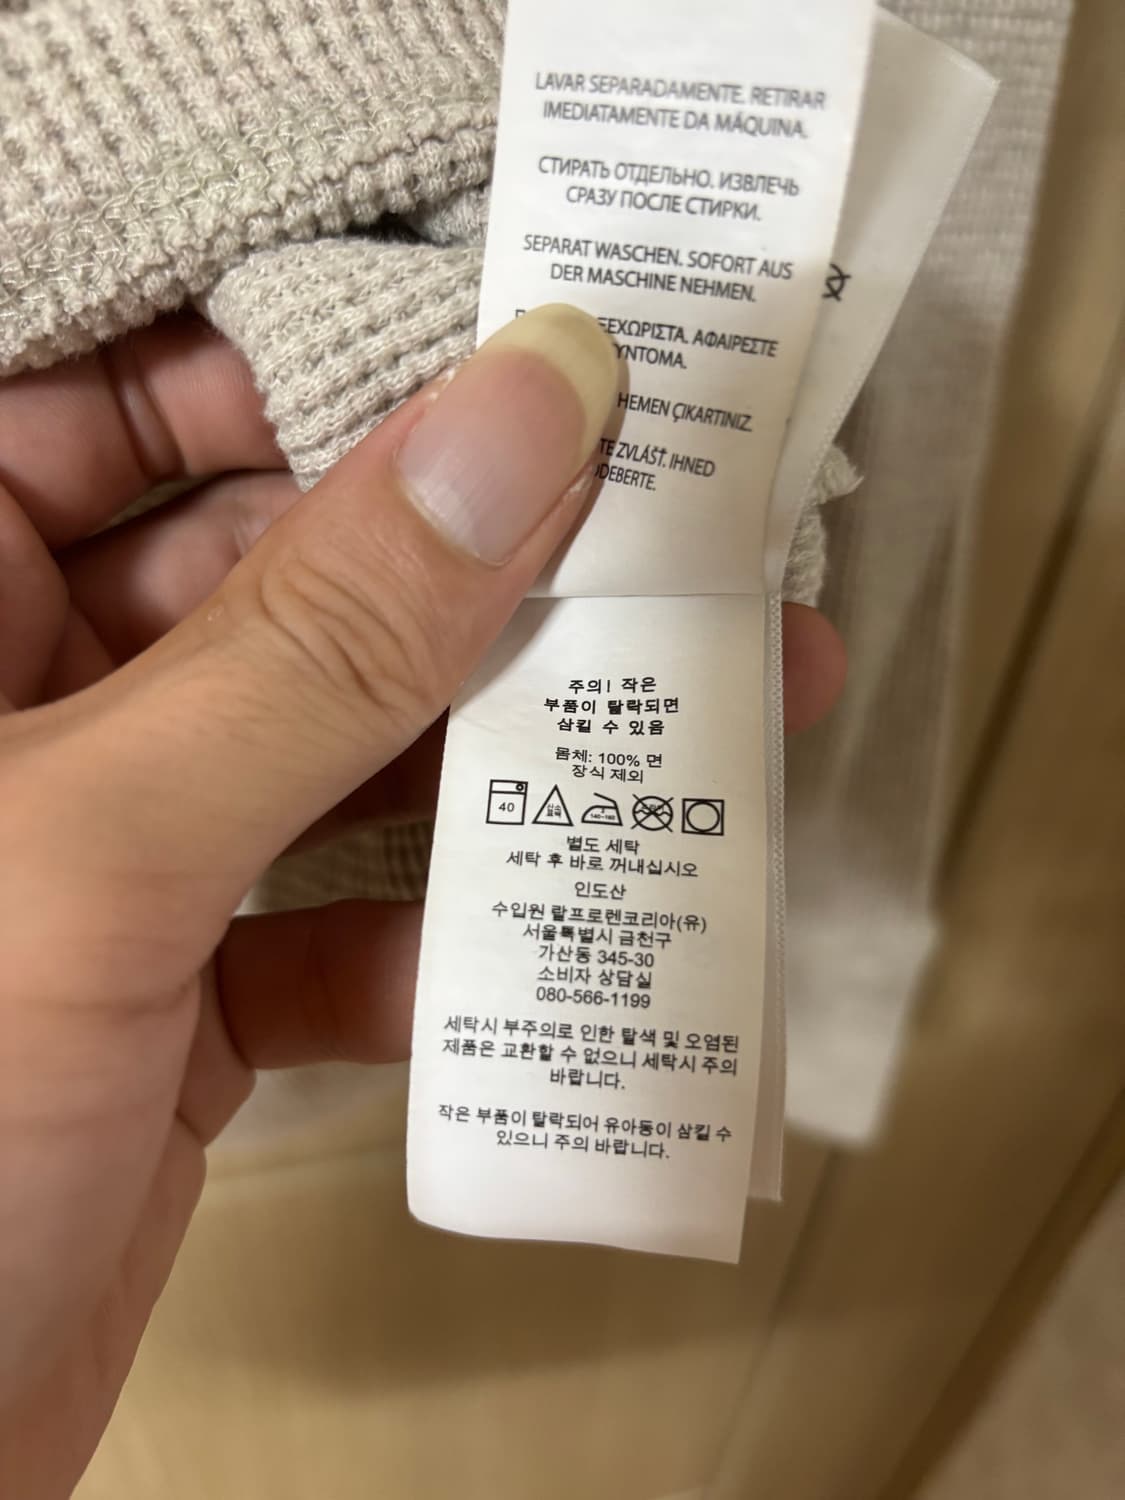 LAVAR SEPARADAMENTE. RETIRAR
IMEDIATAMENTE DA MÁQUINA.
СТИРАТЬ ОТДЕЛЬНО. ИЗВЛЕЧЬ
СРАЗУ ПОСЛЕ СТИРКИ.
SEPARAT WASCHEN. SOFORT AUS
DER MASCHINE NEHMEN.
ΑΦΑΙΡΕΣΤΕ
HEMEN ÇIKARTINIZ.
ZVLÁŠŤ. IHNED
주의! 작은
부품이 탈락되면
삼킬 수 있음
몸체: 100% 면
장식 제외
40
140~160
별도 세탁
세탁 후 바로 꺼내십시오
인도산
수입원 랄프로렌코리아(유)
서울특별시 금천구
가산동 345-30
소비자 상담실
080-566-1199
세탁시 부주의로 인한 탈색 및 오염된
제품은 교환할 수 없으니 세탁시 주의
바랍니다.
작은 부품이 탈락되어 유아동이 삼킬 수
있으니 주의 바랍니다.